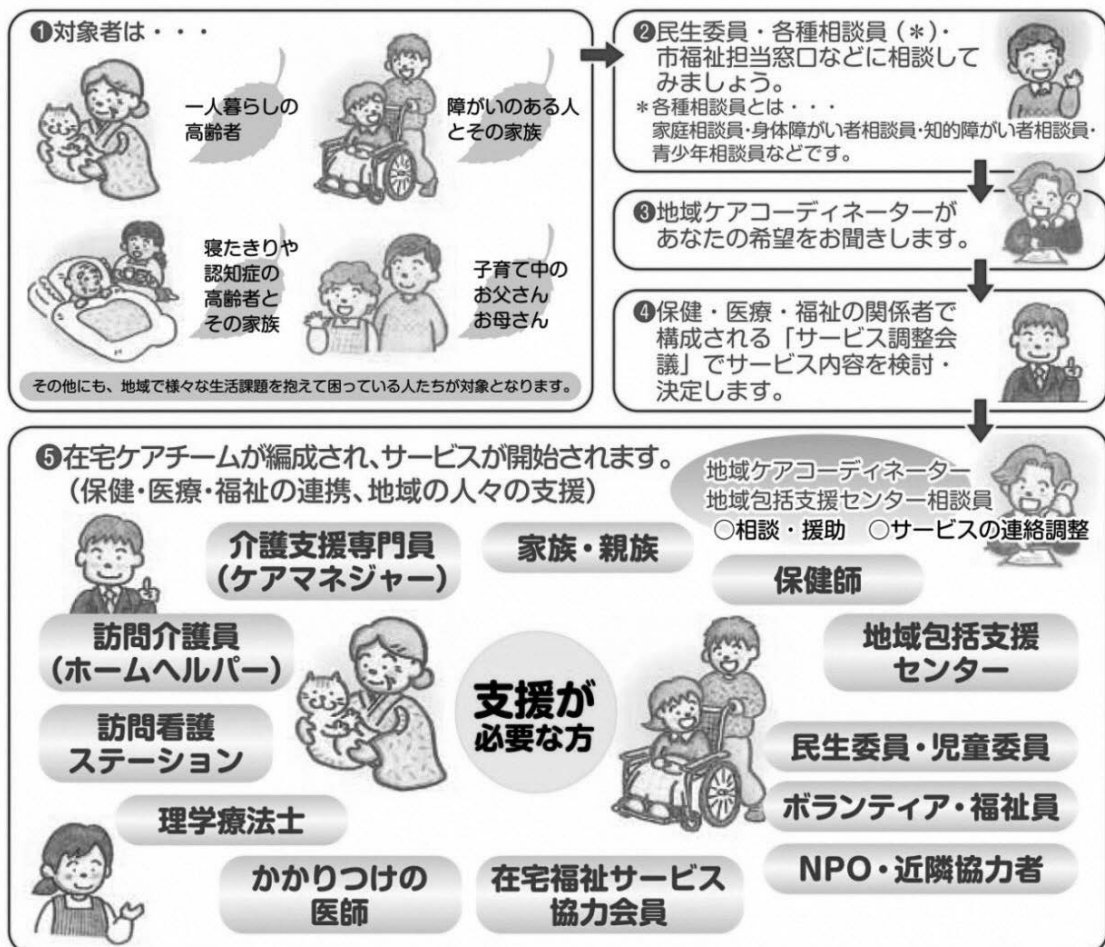 ❶対象者は・・・
一人暮らしの
高齢者
障がいのある人
とその家族
寝たきりや
認知症の
高齢者と
その家族
子育て中の
お父さん
お母さん
その他にも、地域で様々な生活課題を抱えて困っている人たちが対象となります。
❷民生委員・各種相談員（＊）・
市福祉担当窓口などに相談して
みましょう。
＊各種相談員とは・・・
家庭相談員・身体障がい者相談員・知的障がい者相談員・
青少年相談員などです。
❸地域ケアコーディネーターが
あなたの希望をお聞きします。
❹保健・医療・福祉の関係者で
構成される「サービス調整会
議」でサービス内容を検討・
決定します。
❺在宅ケアチームが編成され、サービスが開始されます。
（保健・医療・福祉の連携、地域の人々の支援）
地域ケアコーディネーター
地域包括支援センター相談員
○相談・援助　○サービスの連絡調整
介護支援専門員
（ケアマネジャー）
家族・親族
保健師
訪問介護員
（ホームヘルパー）
地域包括支援
センター
訪問看護
ステーション
支援が
必要な方
民生委員・児童委員
ボランティア・福祉員
理学療法士
NPO・近隣協力者
かかりつけの
医師
在宅福祉サービス
協力会員